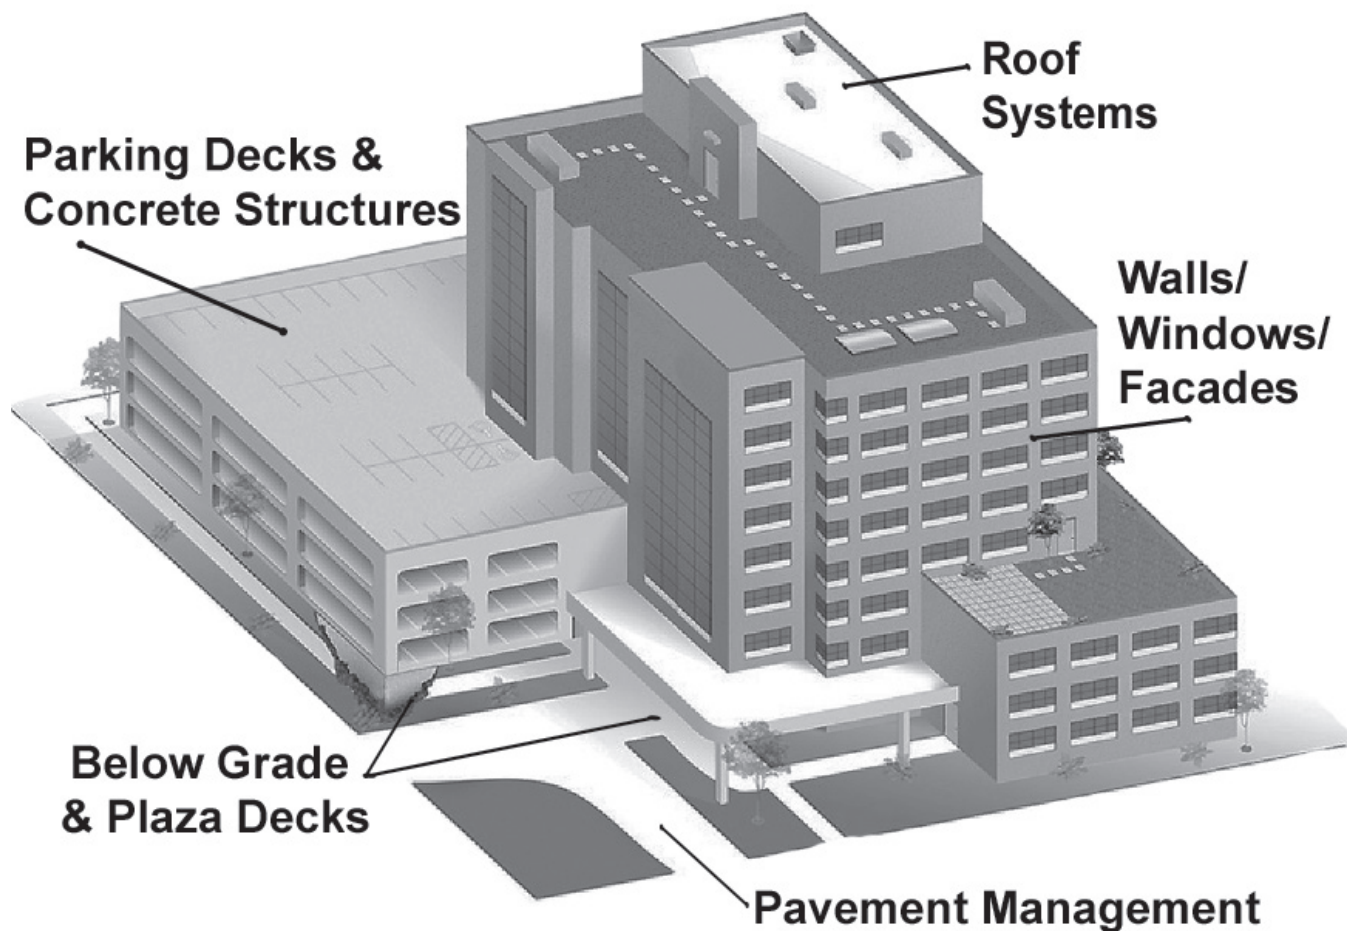 Roof
Systems
Parking Decks &
Concrete Structures
Walls/
Windows/
Facades
Below Grade
& Plaza Decks
Pavement Management